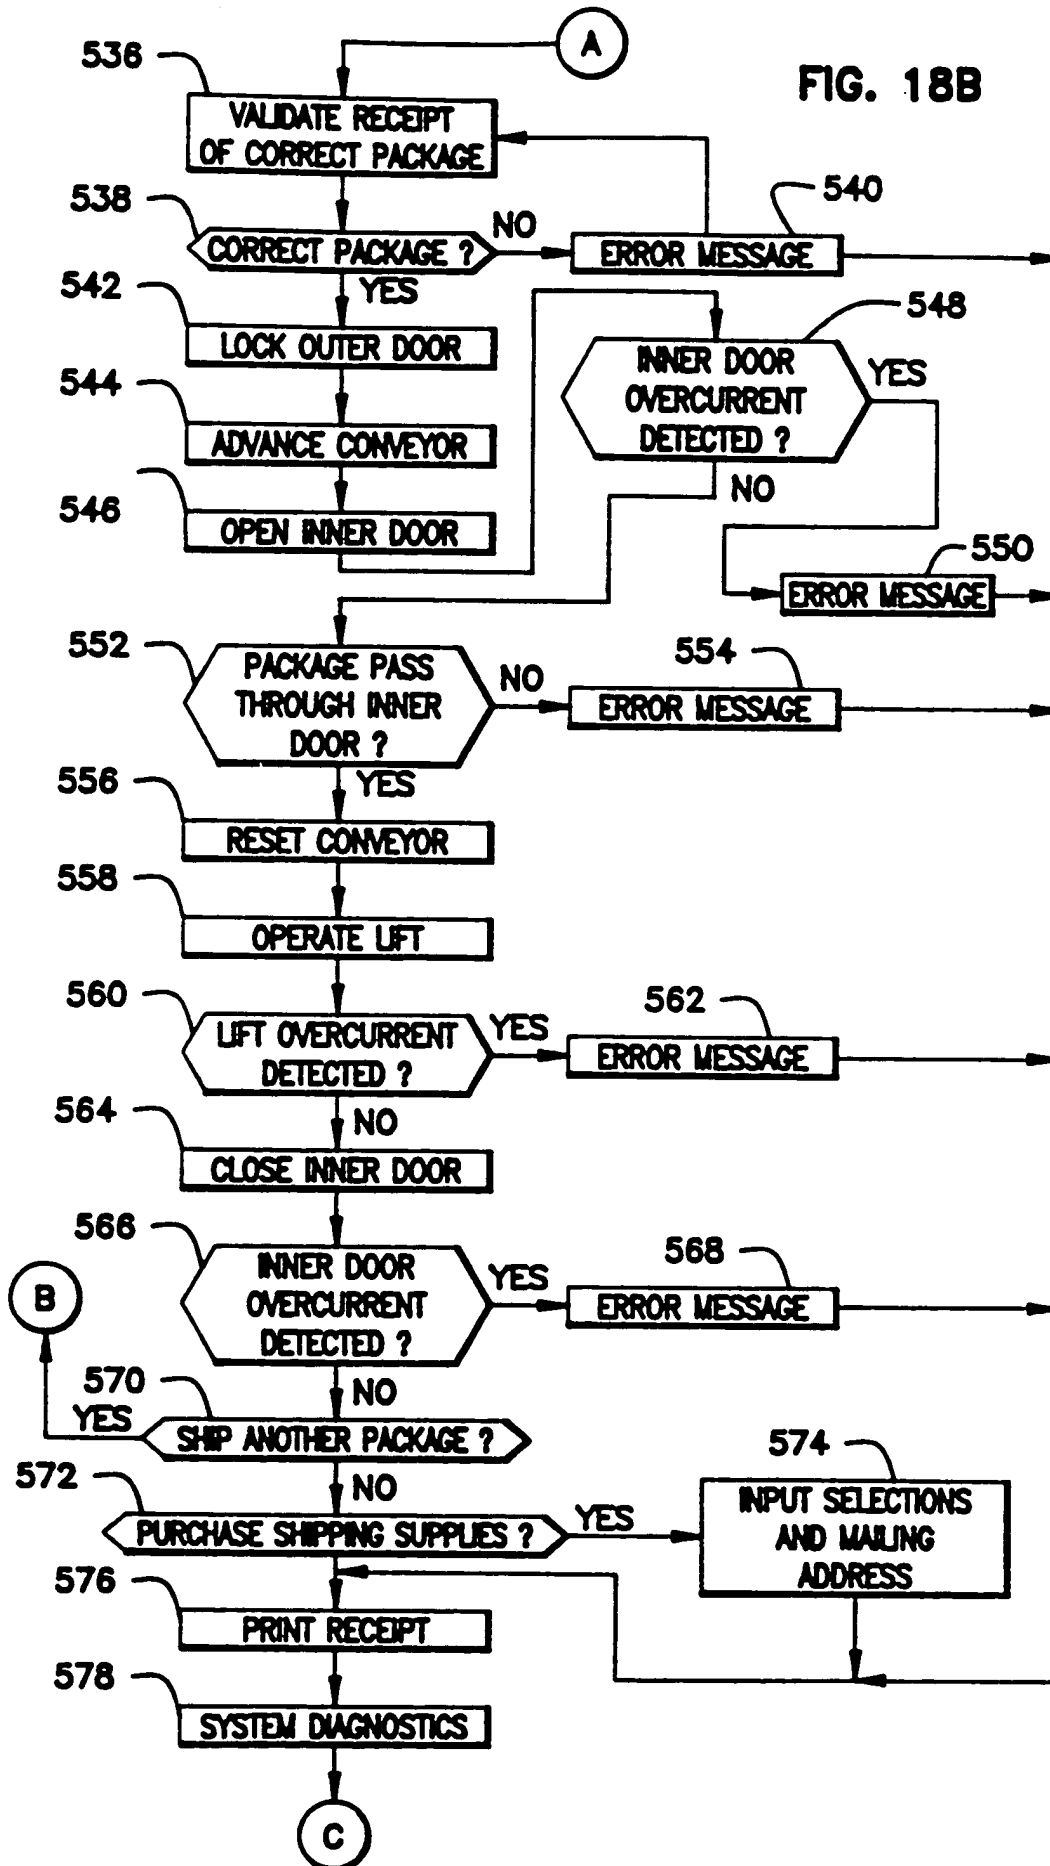 A
FIG. 18B
536
VALIDATE RECEIPT
OF CORRECT PACKAGE
538
CORRECT PACKAGE ?
NO
540
ERROR MESSAGE
YES
542
LOCK OUTER DOOR
548
INNER DOOR
OVERCURRENT
DETECTED ?
YES
544
ADVANCE CONVEYOR
NO
546
OPEN INNER DOOR
550
ERROR MESSAGE
552
PACKAGE PASS
THROUGH INNER
DOOR ?
NO
554
ERROR MESSAGE
YES
556
RESET CONVEYOR
558
OPERATE LIFT
560
LIFT OVERCURRENT
DETECTED ?
YES
562
ERROR MESSAGE
NO
564
CLOSE INNER DOOR
566
INNER DOOR
OVERCURRENT
DETECTED ?
YES
568
ERROR MESSAGE
B
NO
570
YES
SHIP ANOTHER PACKAGE ?
NO
572
PURCHASE SHIPPING SUPPLIES ?
YES
574
INPUT SELECTIONS
AND MAILING
ADDRESS
576
PRINT RECEIPT
578
SYSTEM DIAGNOSTICS
C